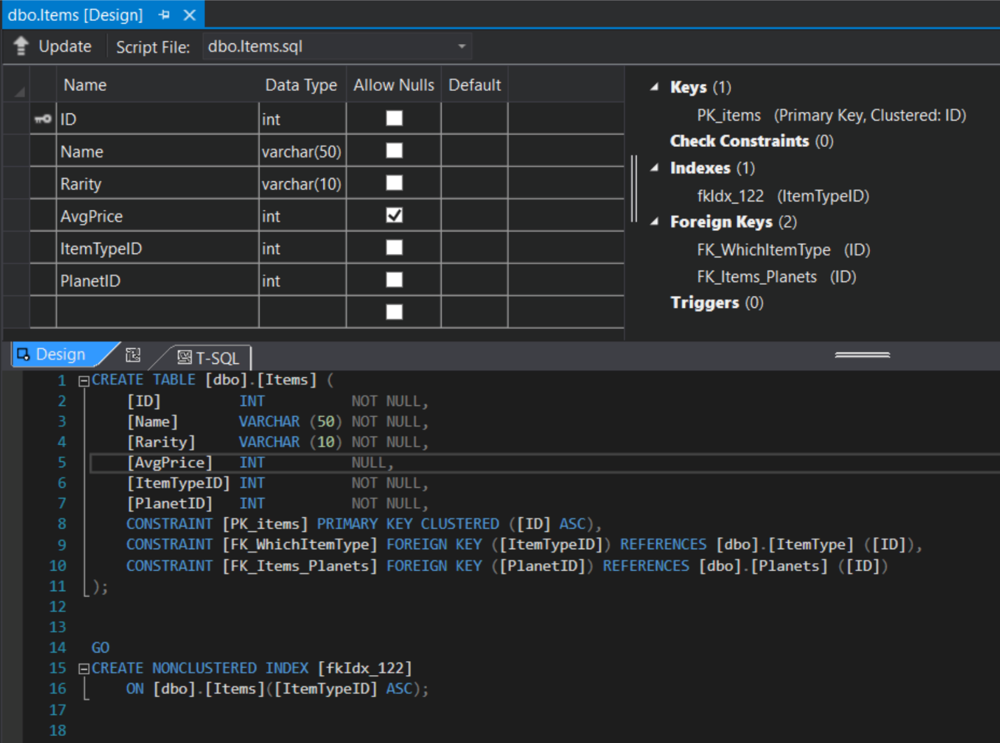 dbo.Items [Design]
Update Script File: dbo.Items.sql
Name Data Type Allow Nulls Default
ID int
Name varchar(50)
Rarity varchar(10)
AvgPrice int
ItemTypeID int
PlanetID int
Keys (1)
PK_items (Primary Key, Clustered: ID)
Check Constraints (0)
Indexes (1)
fkIdx_122 (ItemTypeID)
Foreign Keys (2)
FK_WhichItemType (ID)
FK_Items_Planets (ID)
Triggers (0)
Design T-SQL
1 CREATE TABLE [dbo].[Items] (
2 [ID] INT NOT NULL,
3 [Name] VARCHAR (50) NOT NULL,
4 [Rarity] VARCHAR (10) NOT NULL,
5 [AvgPrice] INT NULL,
6 [ItemTypeID] INT NOT NULL,
7 [PlanetID] INT NOT NULL,
8 CONSTRAINT [PK_items] PRIMARY KEY CLUSTERED ([ID] ASC),
9 CONSTRAINT [FK_WhichItemType] FOREIGN KEY ([ItemTypeID]) REFERENCES [dbo].[ItemType] ([ID]),
10 CONSTRAINT [FK_Items_Planets] FOREIGN KEY ([PlanetID]) REFERENCES [dbo].[Planets] ([ID])
11 );
12
13
14 GO
15 CREATE NONCLUSTERED INDEX [fkIdx_122]
16 ON [dbo].[Items]([ItemTypeID] ASC);
17
18